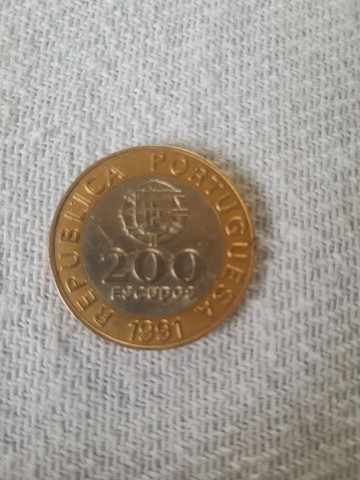 REPUBLICA PORTUGUESA
200
ESCUDOS
1991